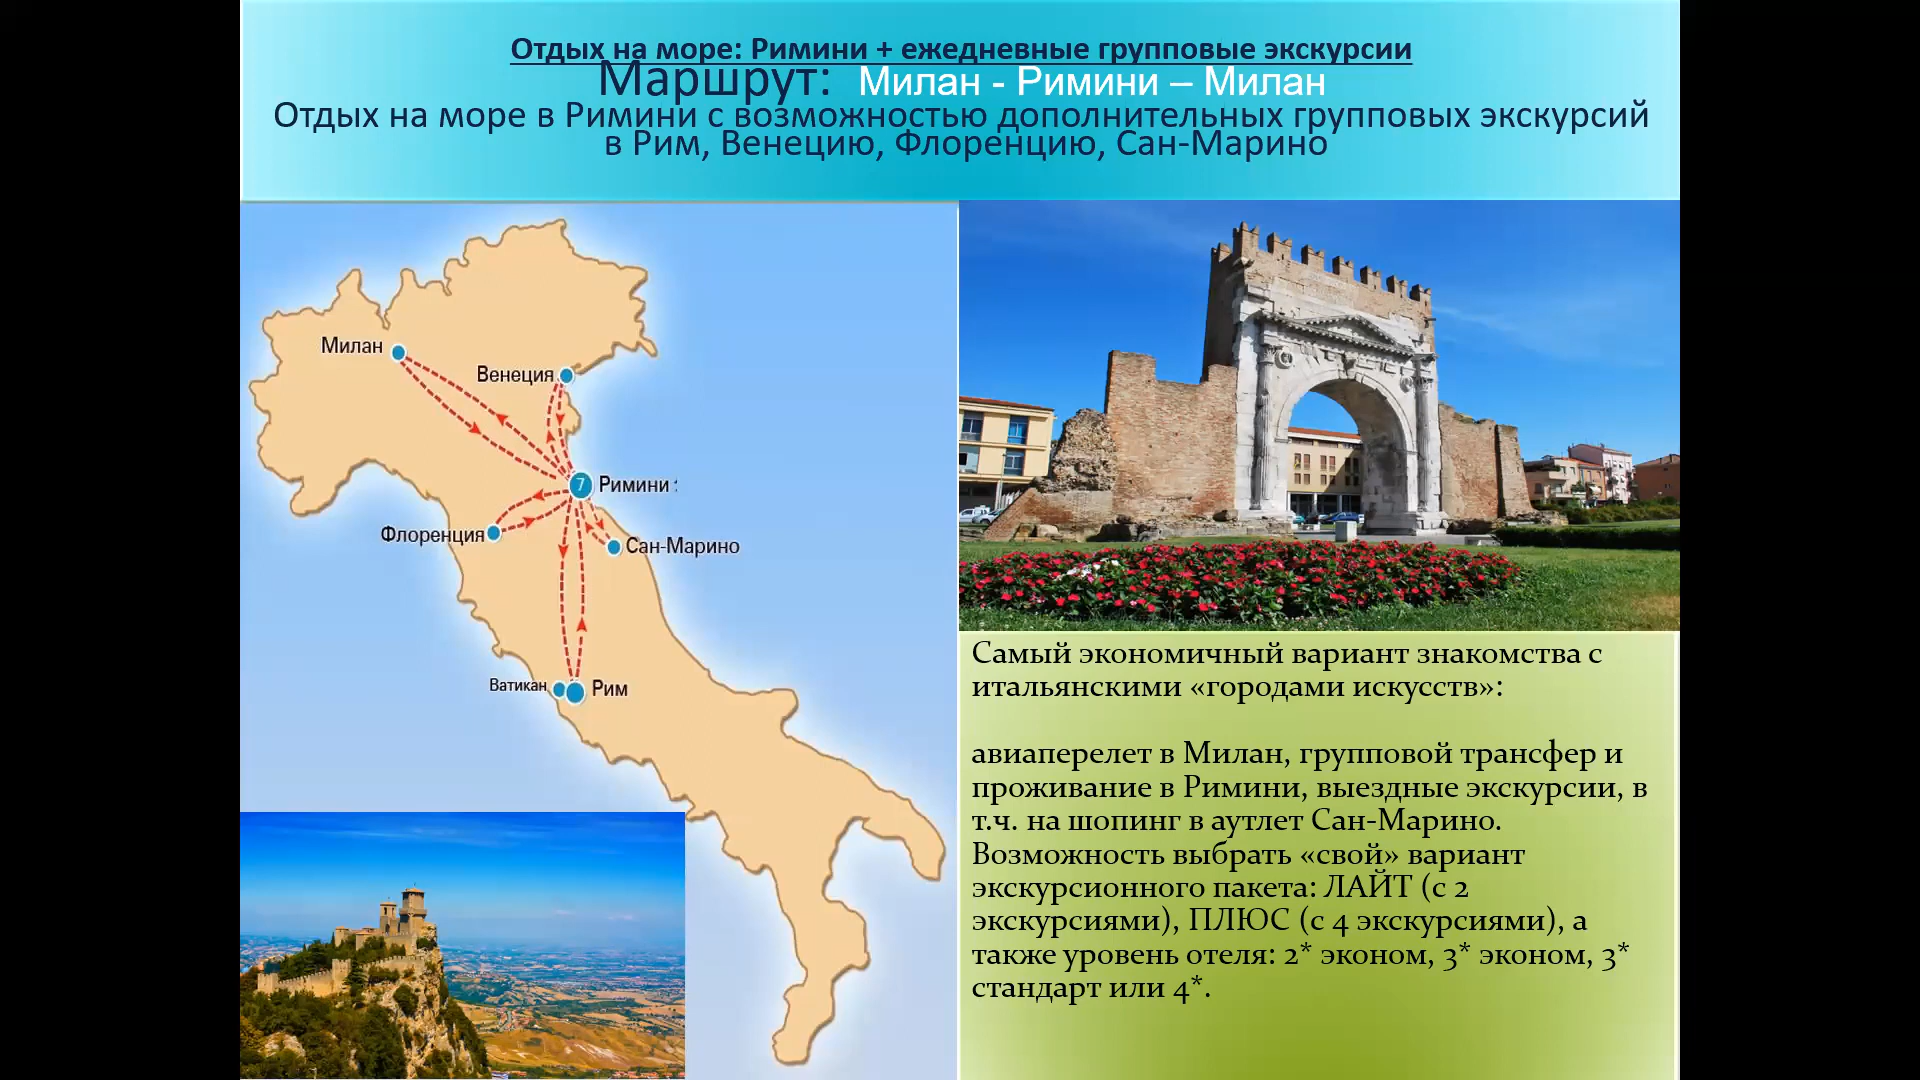 Отдых на море: Римини + ежедневные групповые экскурсии
Маршрут: Милан - Римини – Милан
Отдых на море в Римини с возможностью дополнительных групповых экскурсий
в Рим, Венецию, Флоренцию, Сан-Марино
Милан
Венеция
7 Римини
Флоренция
Сан-Марино
Ватикан
Рим
Самый экономичный вариант знакомства с
итальянскими «городами искусств»:
авиаперелет в Милан, групповой трансфер и
проживание в Римини, выездные экскурсии, в
т.ч. на шопинг в аутлет Сан-Марино.
Возможность выбрать «свой» вариант
экскурсионного пакета: ЛАЙТ (с 2
экскурсиями), ПЛЮС (с 4 экскурсиями), а
также уровень отеля: 2* эконом, 3* эконом, 3*
стандарт или 4*.